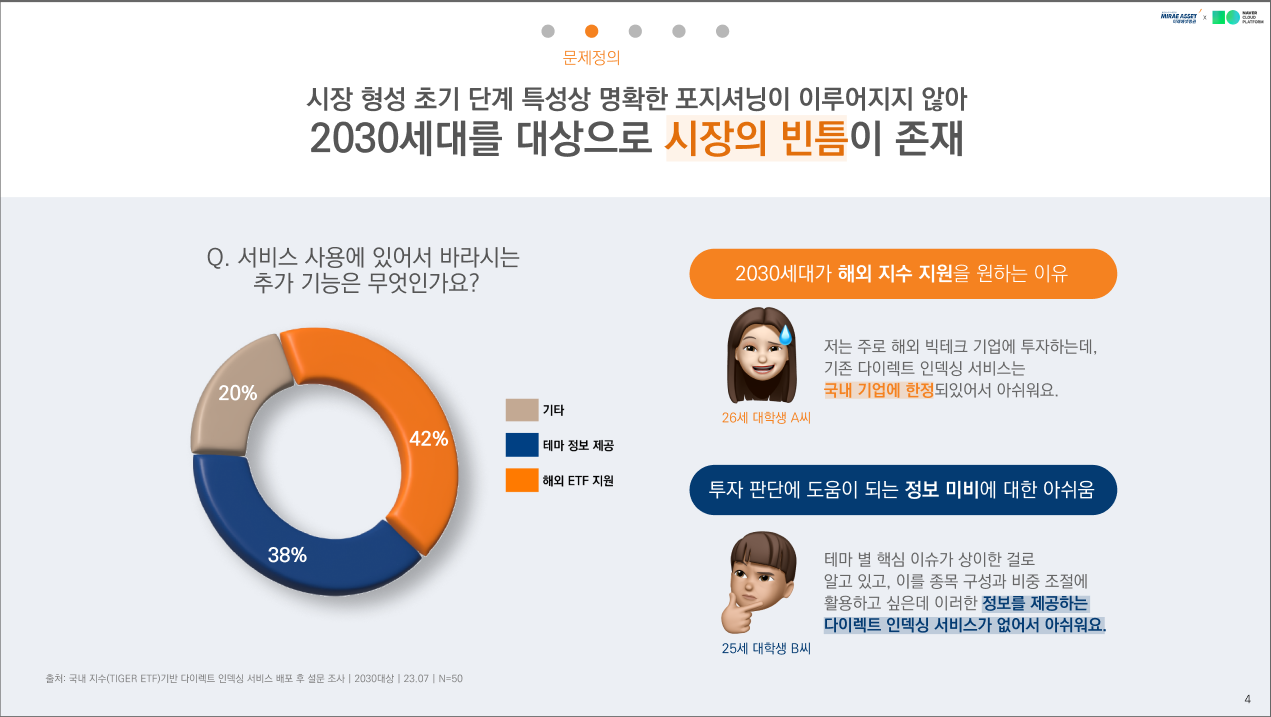 MIRAE ASSET
미래에셋증권
x
NAVER
CLOUD
PLATFORM
문제정의
시장 형성 초기 단계 특성상 명확한 포지셔닝이 이루어지지 않아
2030세대를 대상으로 시장의 빈틈이 존재
Q. 서비스 사용에 있어서 바라시는
추가 기능은 무엇인가요?
20%
42%
38%
기타
테마 정보 제공
해외 ETF 지원
2030세대가 해외 지수 지원을 원하는 이유
저는 주로 해외 빅테크 기업에 투자하는데,
기존 다이렉트 인덱싱 서비스는
국내 기업에 한정되있어서 아쉬워요.
26세 대학생 A씨
투자 판단에 도움이 되는 정보 미비에 대한 아쉬움
테마 별 핵심 이슈가 상이한 걸로
알고 있고, 이를 종목 구성과 비중 조절에
활용하고 싶은데 이러한 정보를 제공하는
다이렉트 인덱싱 서비스가 없어서 아쉬워요.
25세 대학생 B씨
출처: 국내 지수(TIGER ETF)기반 다이렉트 인덱싱 서비스 배포 후 설문 조사 | 2030대상 | 23.07 | N=50
4